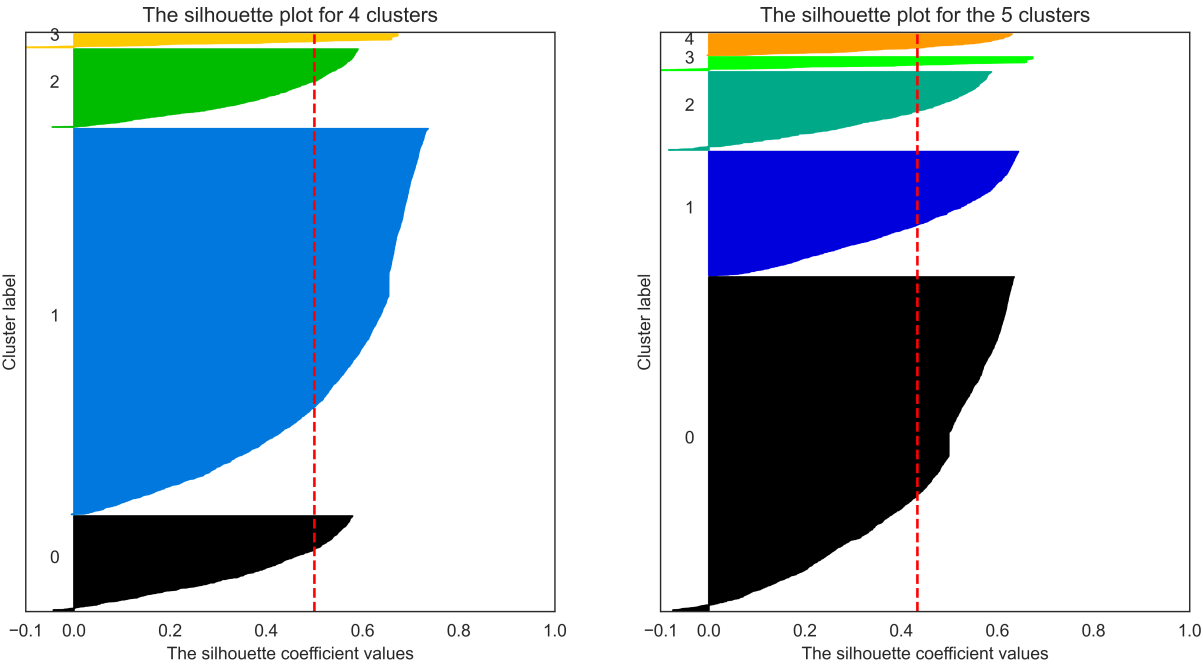 The silhouette plot for 4 clusters
3
2
1
0
Cluster label
−0.1 0.0 0.2 0.4 0.6 0.8 1.0
The silhouette coefficient values
The silhouette plot for the 5 clusters
4
3
2
1
0
Cluster label
−0.1 0.0 0.2 0.4 0.6 0.8 1.0
The silhouette coefficient values